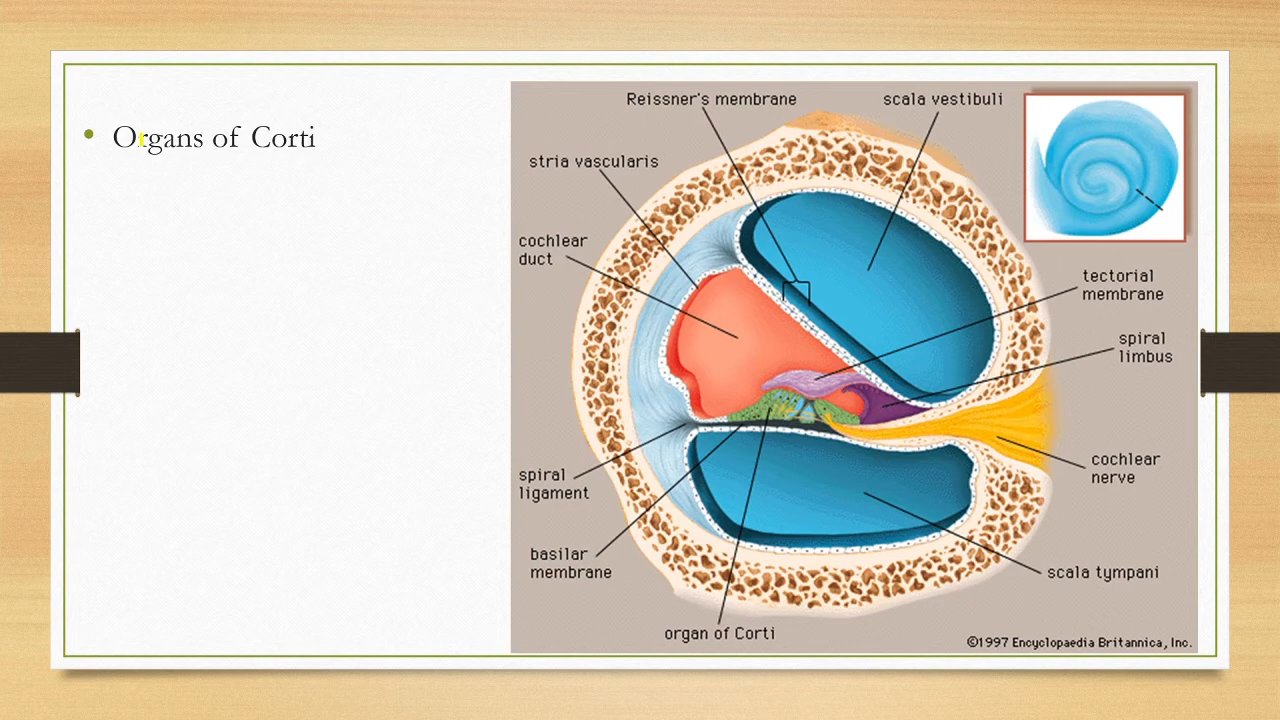 Organs of Corti
Reissner's membrane
scala vestibuli
stria vascularis
cochlear
duct
tectorial
membrane
spiral
limbus
cochlear
nerve
spiral
ligament
basilar
membrane
scala tympani
organ of Corti
©1997 Encyclopaedia Britannica, Inc.